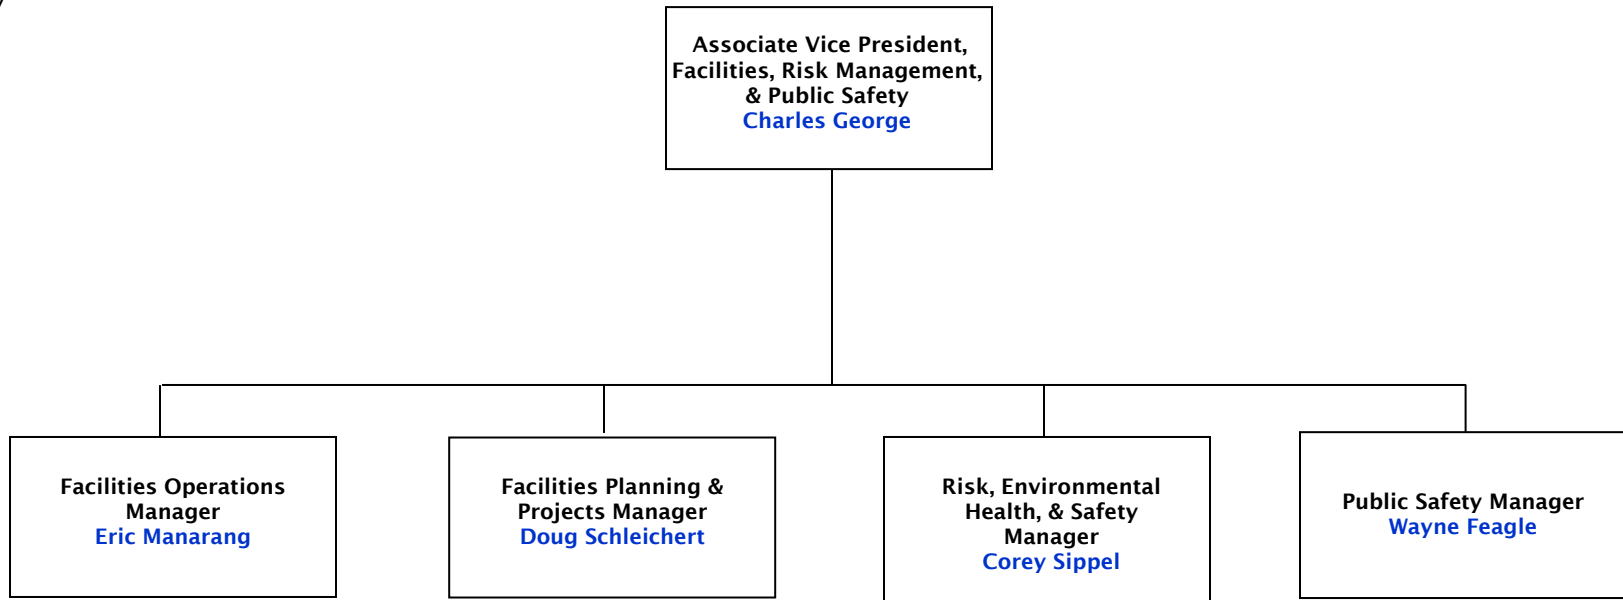 Associate Vice President,
Facilities, Risk Management,
& Public Safety
Charles George
Facilities Operations
Manager
Eric Manarang
Facilities Planning &
Projects Manager
Doug Schleichert
Risk, Environmental
Health, & Safety
Manager
Corey Sippel
Public Safety Manager
Wayne Feagle